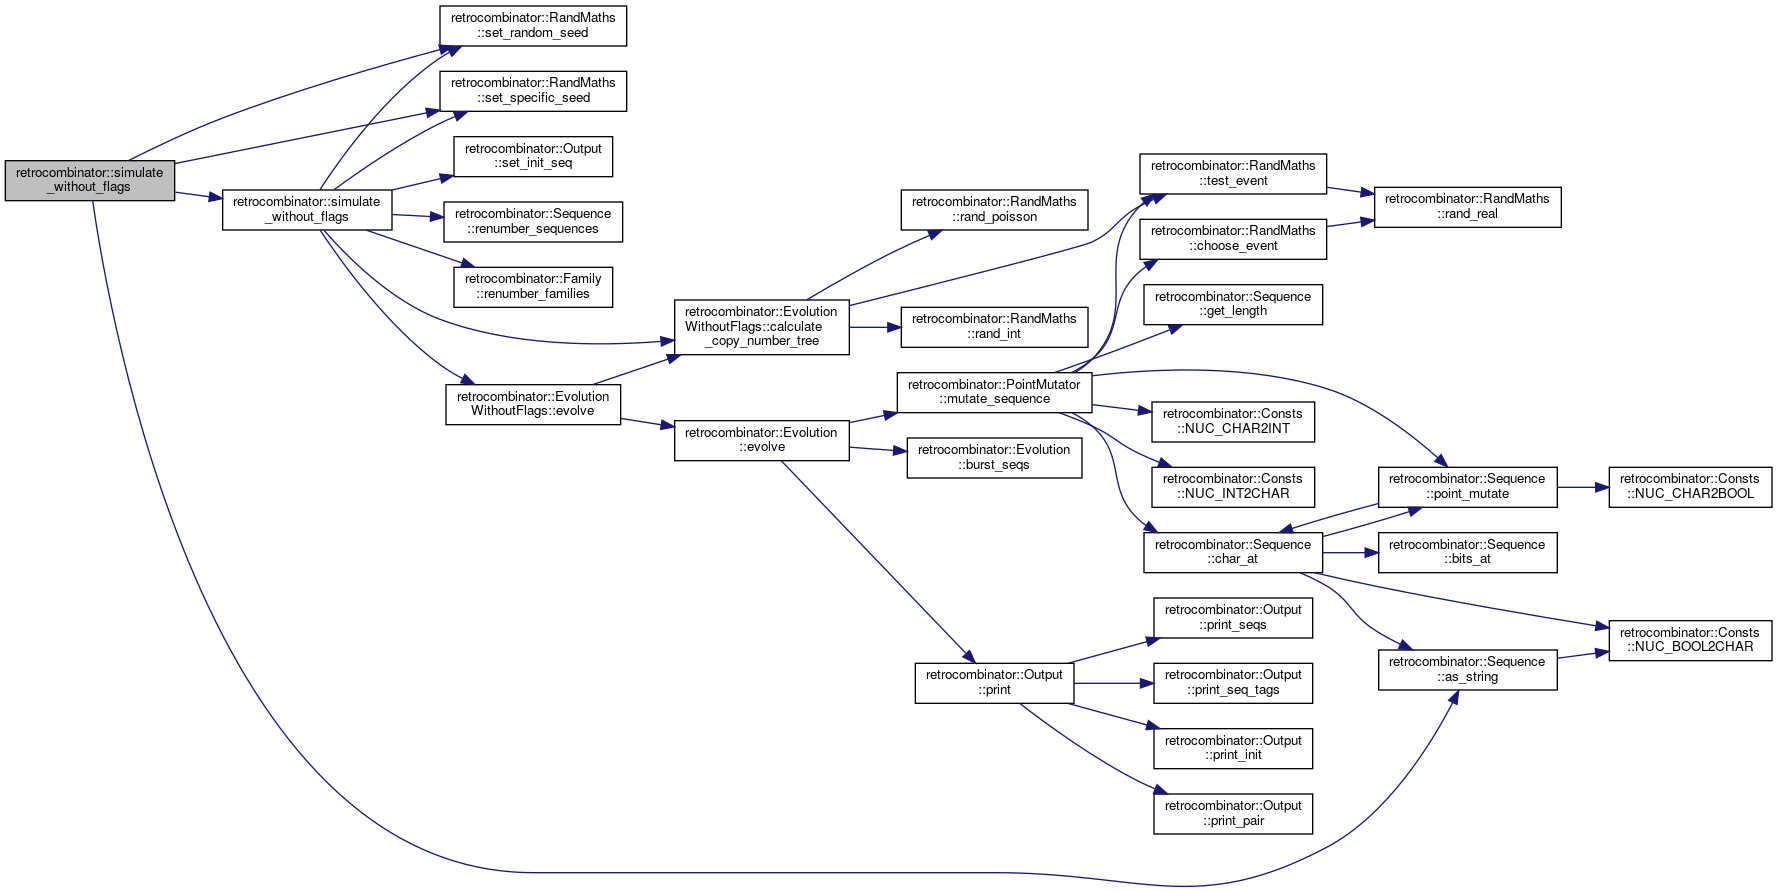 retrocombinator::simulate
_without_flags
retrocombinator::simulate
_without_flags
retrocombinator::RandMaths
::set_random_seed
retrocombinator::RandMaths
::set_specific_seed
retrocombinator::Output
::set_init_seq
retrocombinator::Sequence
::renumber_sequences
retrocombinator::Family
::renumber_families
retrocombinator::Evolution
WithoutFlags::evolve
retrocombinator::Evolution
WithoutFlags::calculate
_copy_number_tree
retrocombinator::Evolution
::evolve
retrocombinator::RandMaths
::rand_poisson
retrocombinator::RandMaths
::rand_int
retrocombinator::PointMutator
::mutate_sequence
retrocombinator::Evolution
::burst_seqs
retrocombinator::Output
::print
retrocombinator::RandMaths
::test_event
retrocombinator::RandMaths
::choose_event
retrocombinator::Sequence
::get_length
retrocombinator::Consts
::NUC_CHAR2INT
retrocombinator::Consts
::NUC_INT2CHAR
retrocombinator::Sequence
::char_at
retrocombinator::Output
::print_seqs
retrocombinator::Output
::print_seq_tags
retrocombinator::Output
::print_init
retrocombinator::Output
::print_pair
retrocombinator::RandMaths
::rand_real
retrocombinator::Sequence
::point_mutate
retrocombinator::Sequence
::bits_at
retrocombinator::Sequence
::as_string
retrocombinator::Consts
::NUC_CHAR2BOOL
retrocombinator::Consts
::NUC_BOOL2CHAR